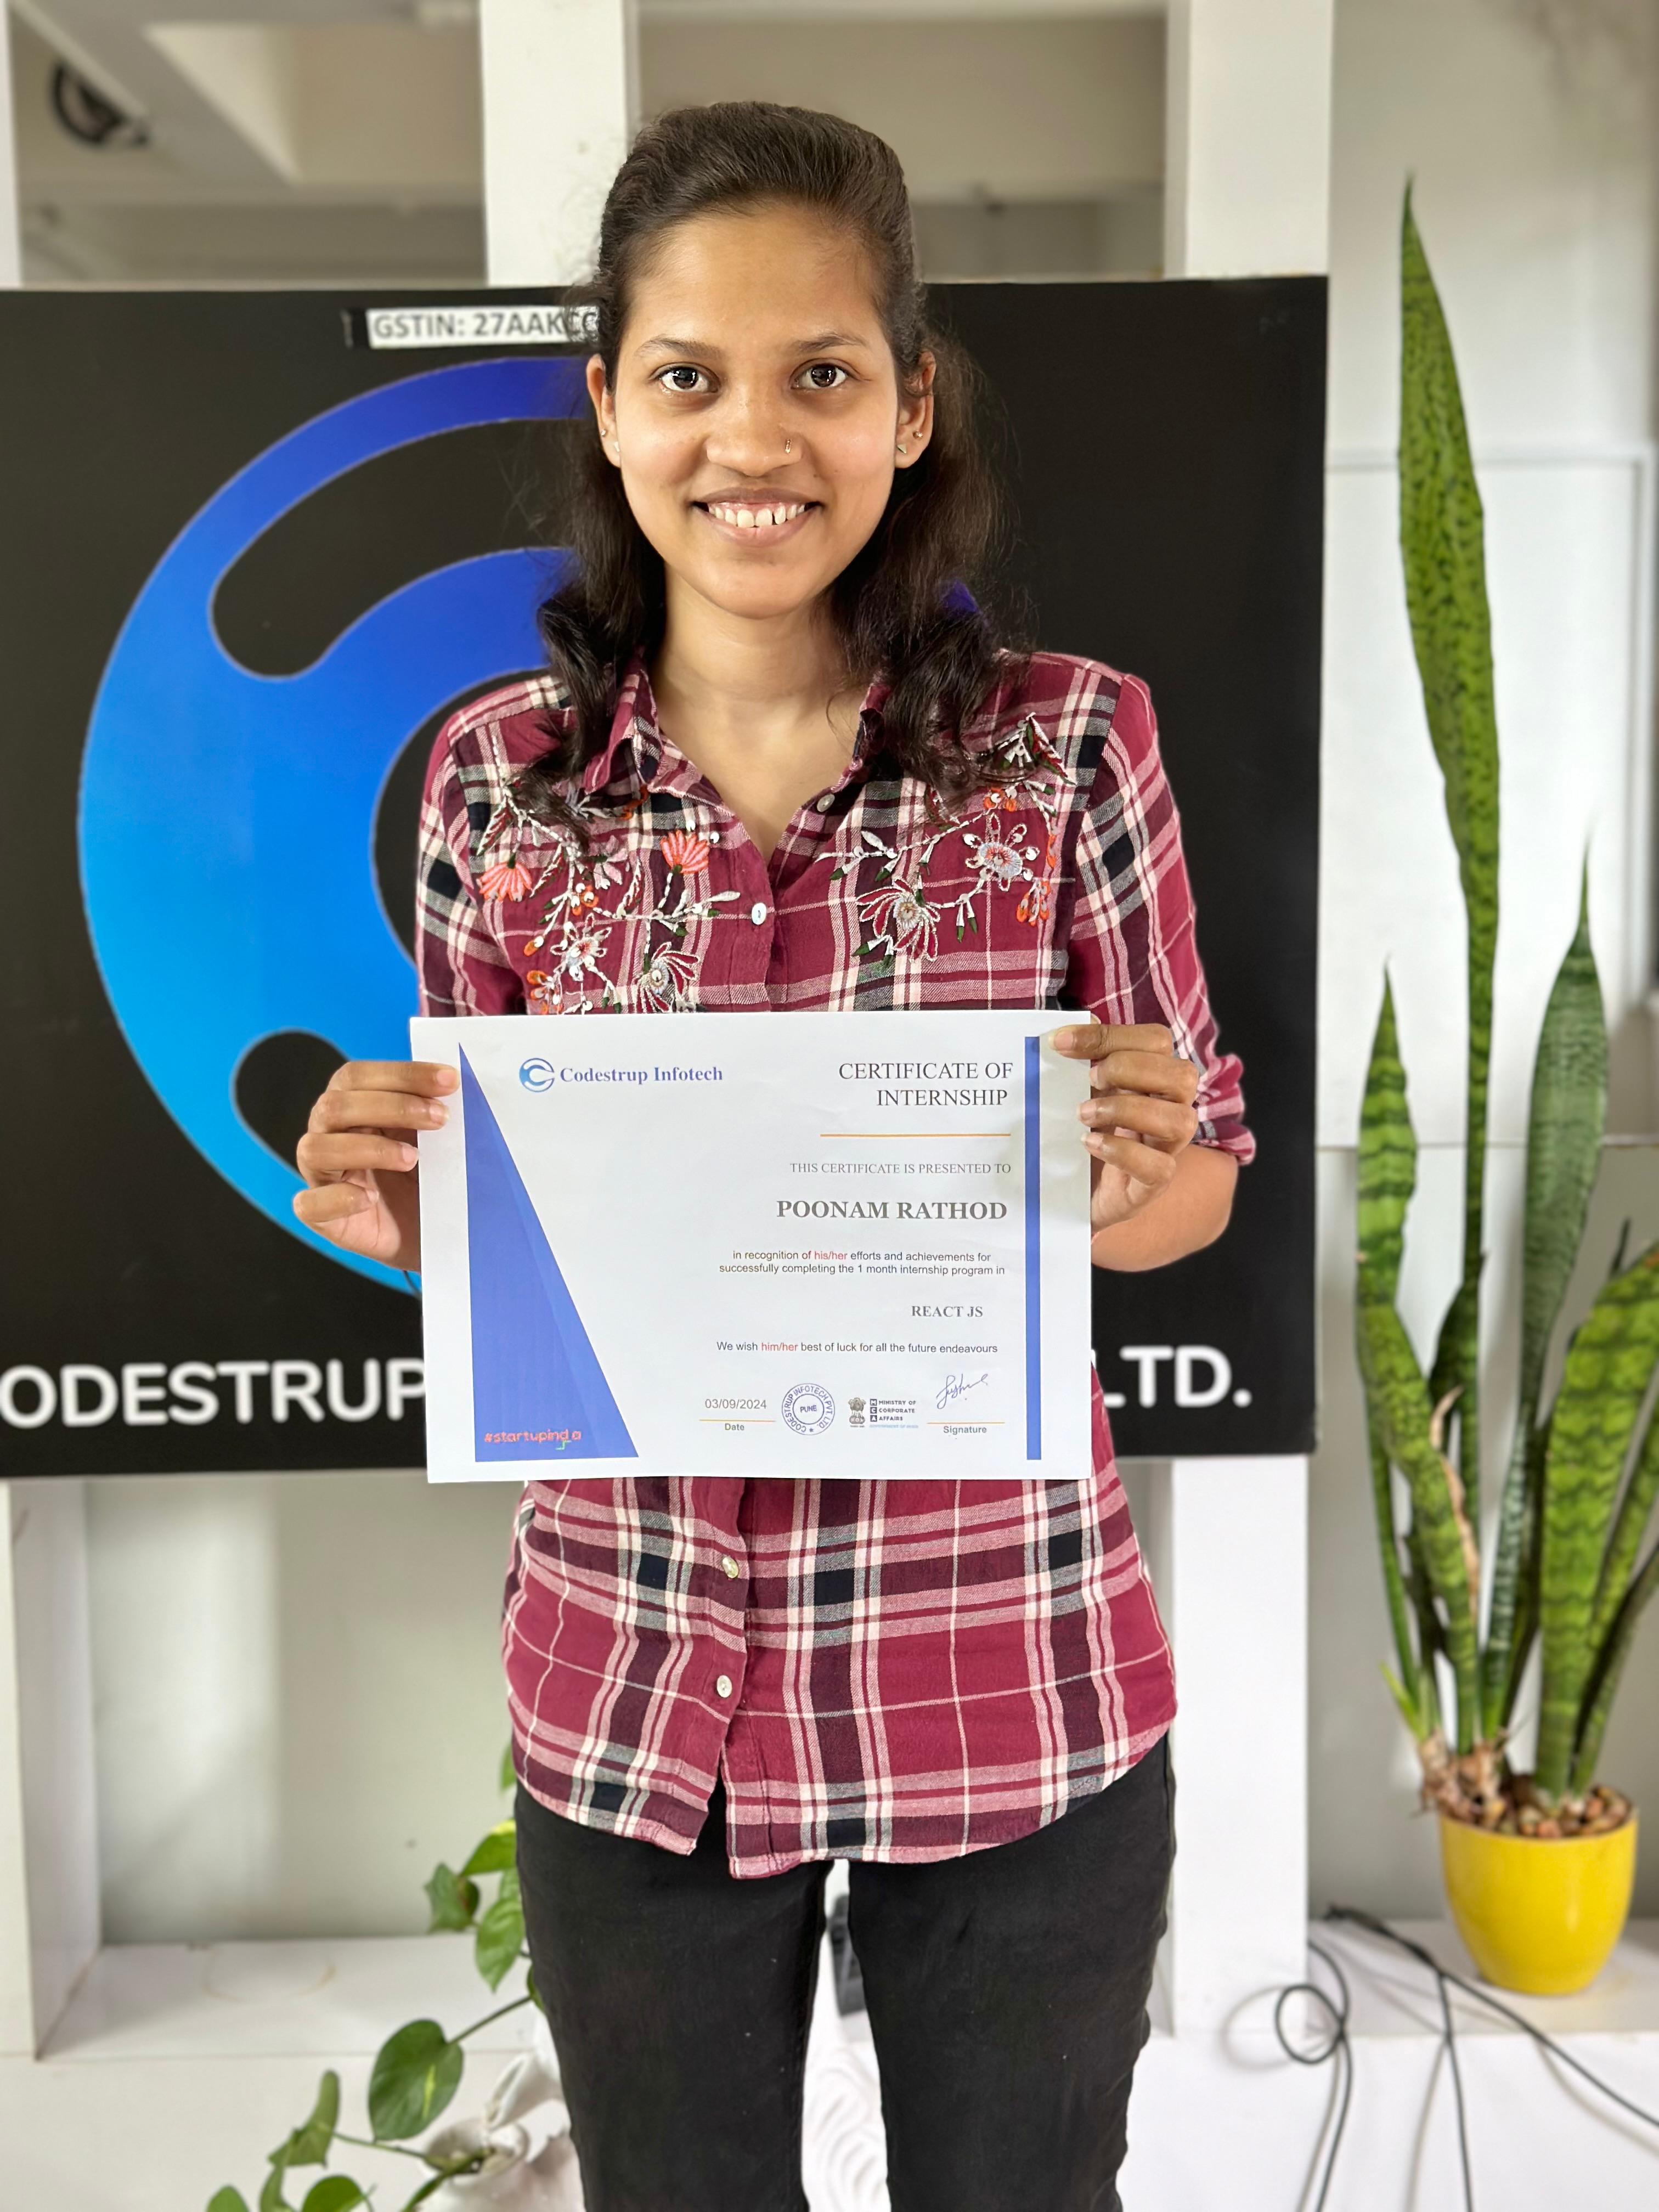 GSTIN: 27AAKCC
Codestrup Infotech
CERTIFICATE OF
INTERNSHIP
THIS CERTIFICATE IS PRESENTED TO
POONAM RATHOD
in recognition of his/her efforts and achievements for
successfully completing the 1 month internship program in
REACT JS
We wish him/her best of luck for all the future endeavours
03/09/2024
Date
CODESTRUP INFOTECH PVT. LTD.
PUNE
MCA
MINISTRY OF
CORPORATE
AFFAIRS
Signature
#startupindia
ODESTRUP LTD.